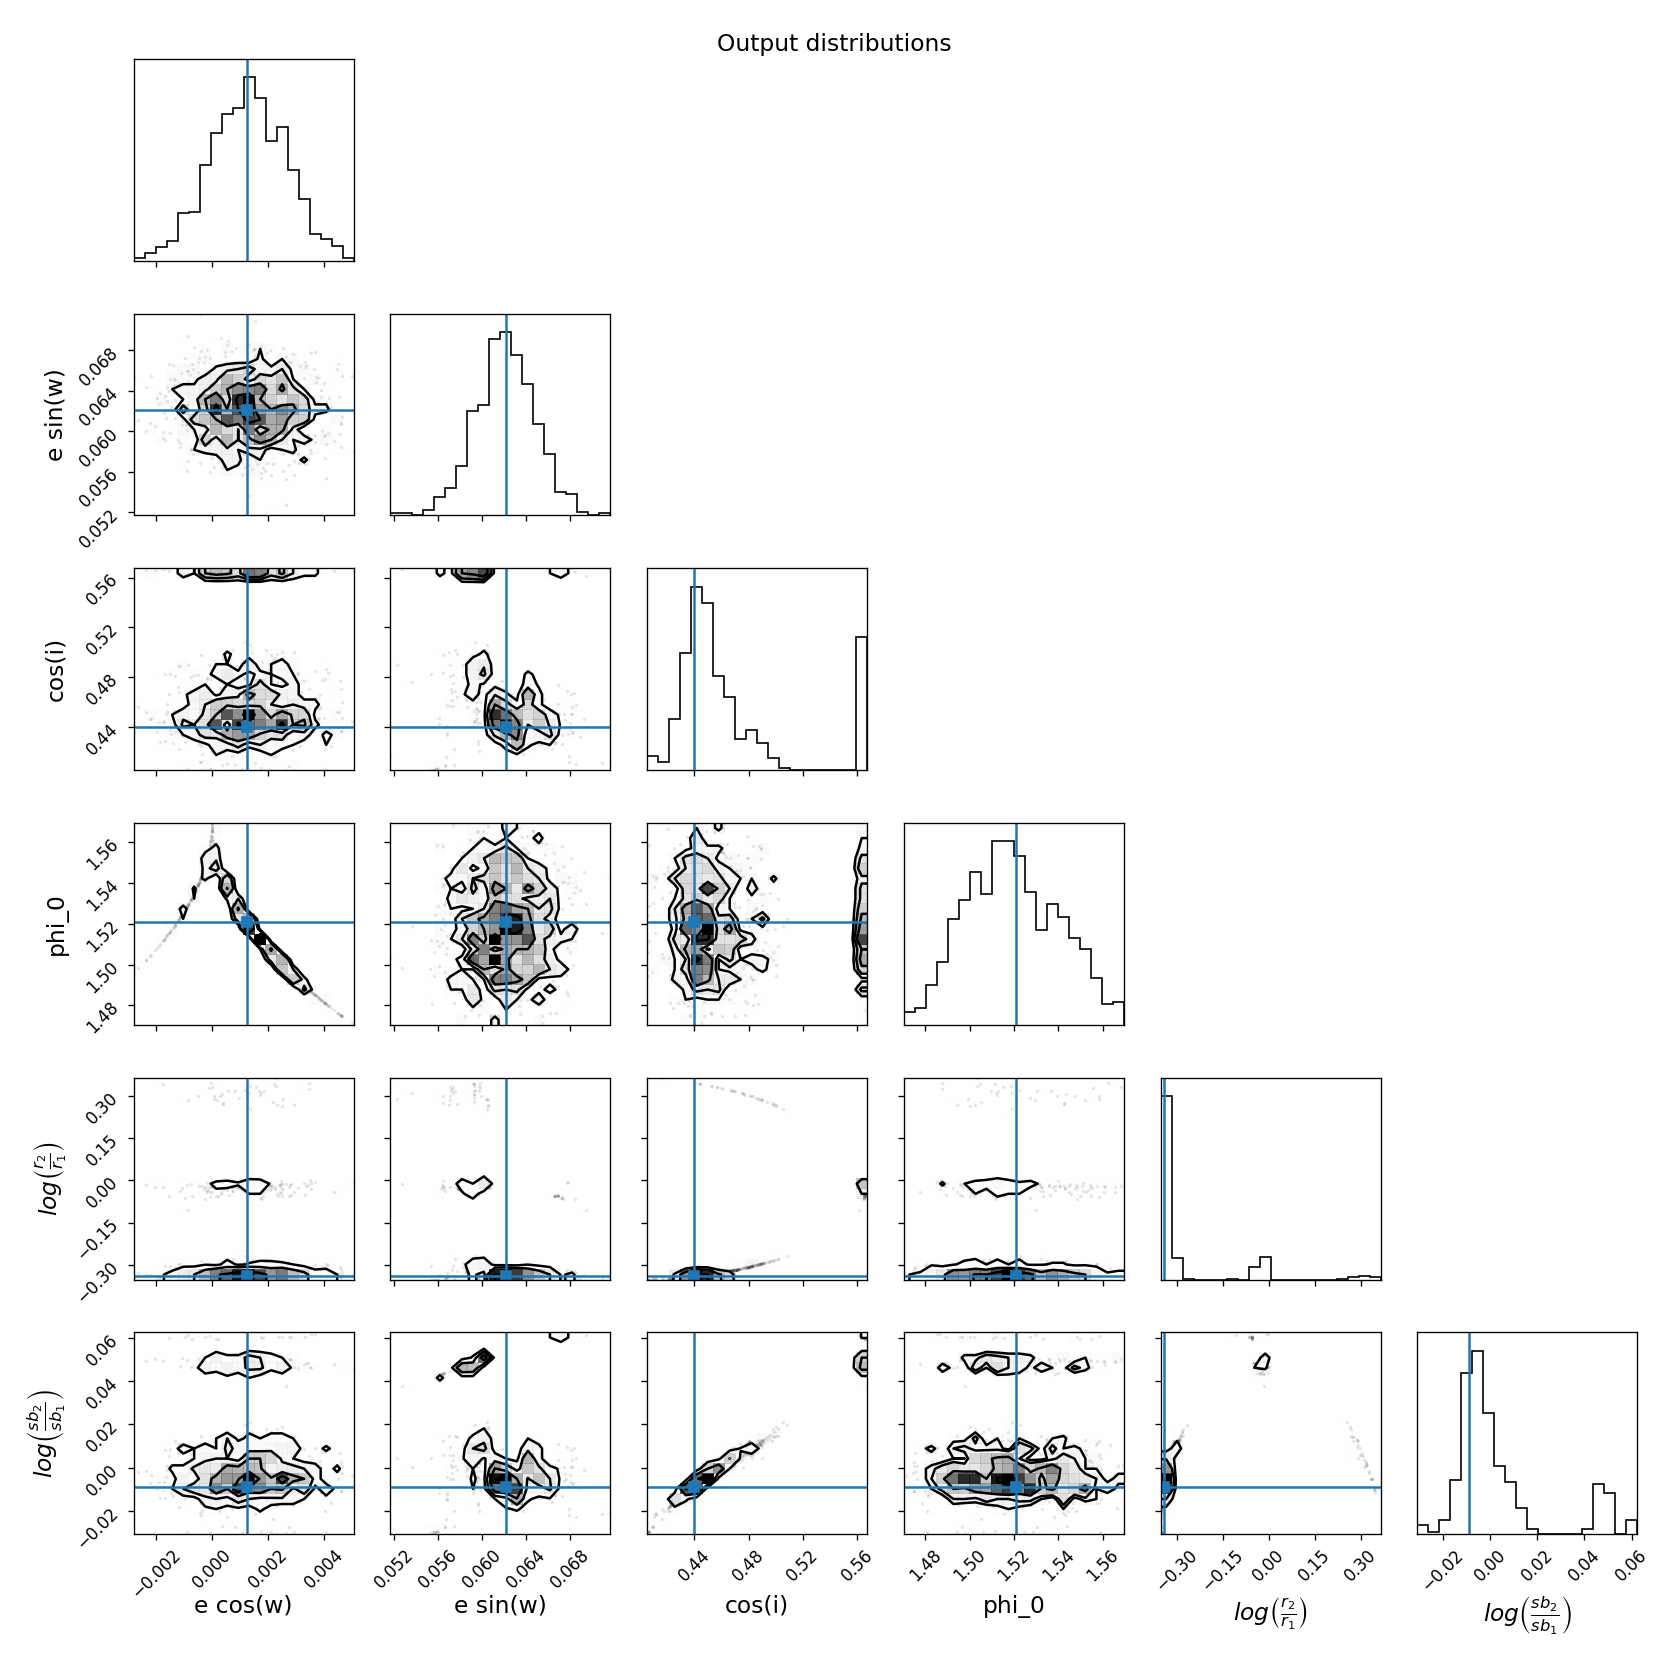 Output distributions
e sin(w)
0.068
0.064
0.060
0.056
0.052
cos(i)
0.56
0.52
0.48
0.44
phi_0
1.56
1.54
1.52
1.50
1.48
log(r₂/r₁)
0.30
0.15
0.00
−0.15
−0.30
log(sb₂/sb₁)
0.06
0.04
0.02
0.00
−0.02
−0.002 0.000 0.002 0.004
0.052 0.056 0.060 0.064 0.068
0.44 0.48 0.52 0.56
1.48 1.50 1.52 1.54 1.56
−0.30 −0.15 0.00 0.15 0.30
−0.02 0.00 0.02 0.04 0.06
e cos(w) e sin(w) cos(i) phi_0 log(r₂/r₁) log(sb₂/sb₁)